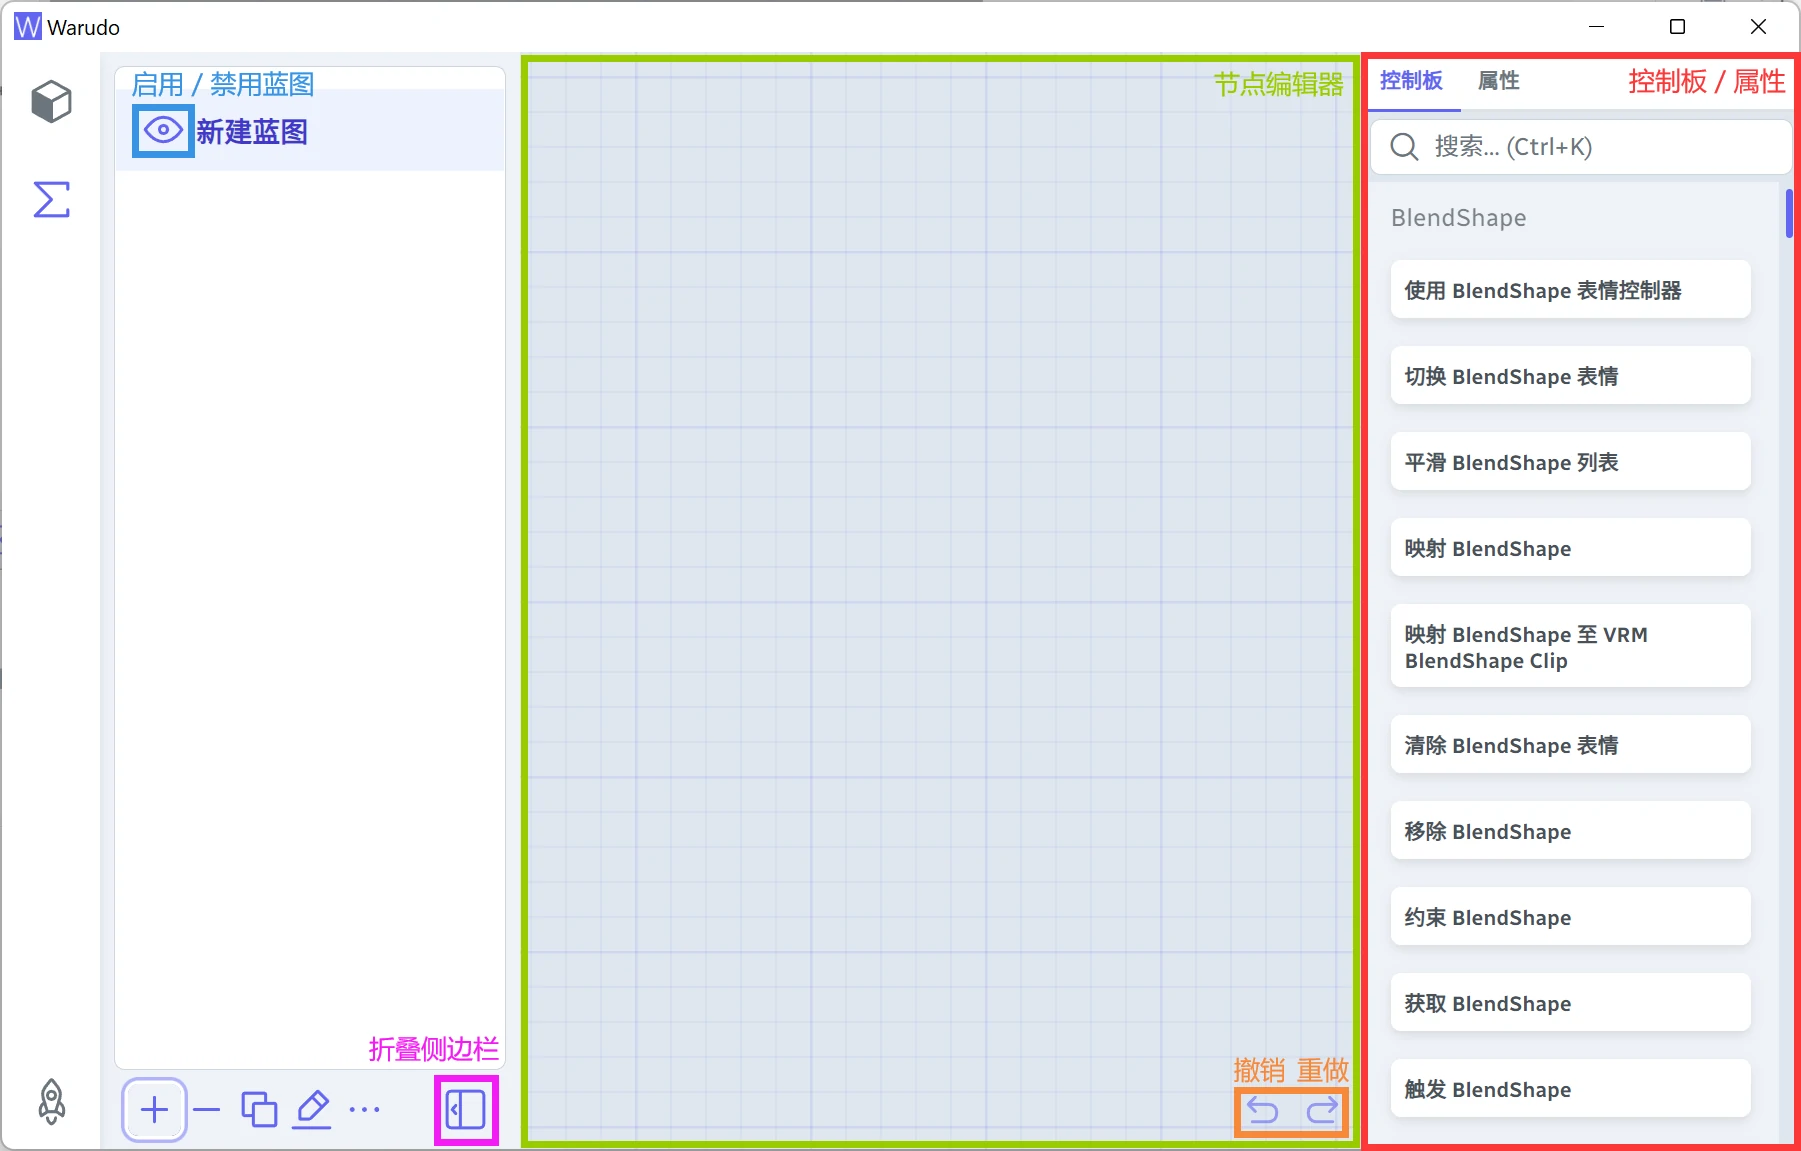 Warudo
启用 / 禁用蓝图
新建蓝图
折叠侧边栏
节点编辑器
撤销 重做
控制板 属性 控制板 / 属性
搜索... (Ctrl+K)
BlendShape
使用 BlendShape 表情控制器
切换 BlendShape 表情
平滑 BlendShape 列表
映射 BlendShape
映射 BlendShape 至 VRM
BlendShape Clip
清除 BlendShape 表情
移除 BlendShape
约束 BlendShape
获取 BlendShape
触发 BlendShape